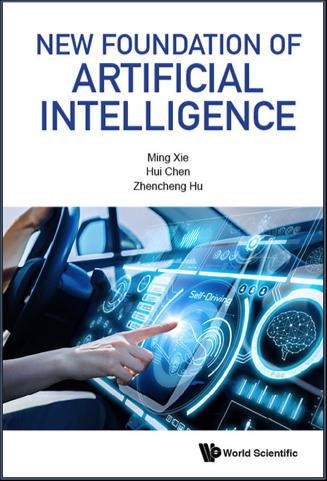 NEW FOUNDATION OF
ARTIFICIAL
INTELLIGENCE
Ming Xie
Hui Chen
Zhencheng Hu
Self-Driving
World Scientific